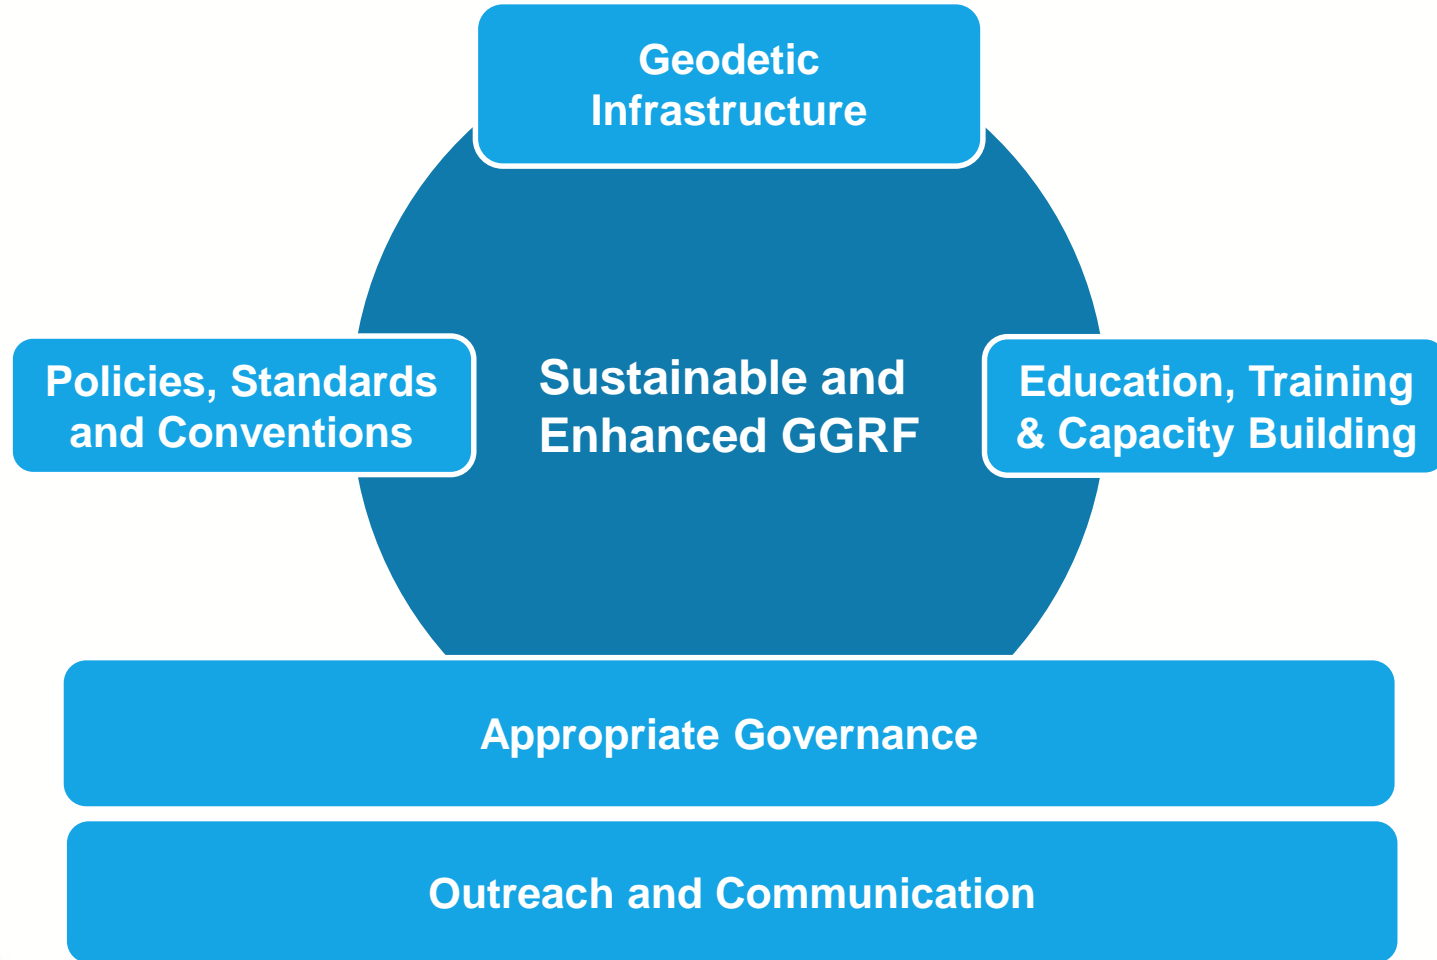 Geodetic
Infrastructure
Policies, Standards
and Conventions
Sustainable and
Enhanced GGRF
Education, Training
& Capacity Building
Appropriate Governance
Outreach and Communication